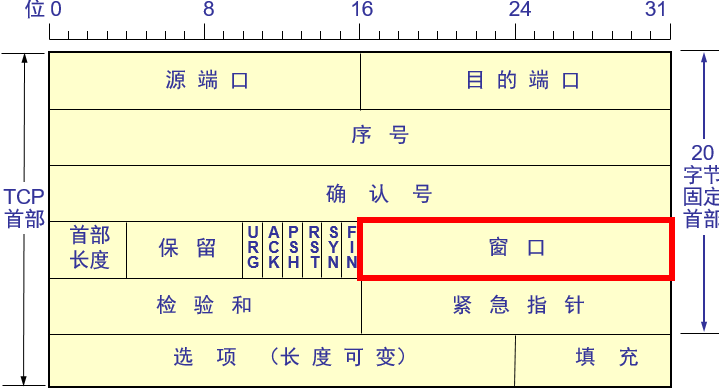 位 0 8 16 24 31
源 端 口 目 的 端 口
序 号
确 认 号
TCP
首部
20
字节
固定
首部
首部
长度
保 留
URG
ACK
PSH
RST
SYN
FIN
窗 口
检 验 和 紧 急 指 针
选 项 （长 度 可 变） 填 充